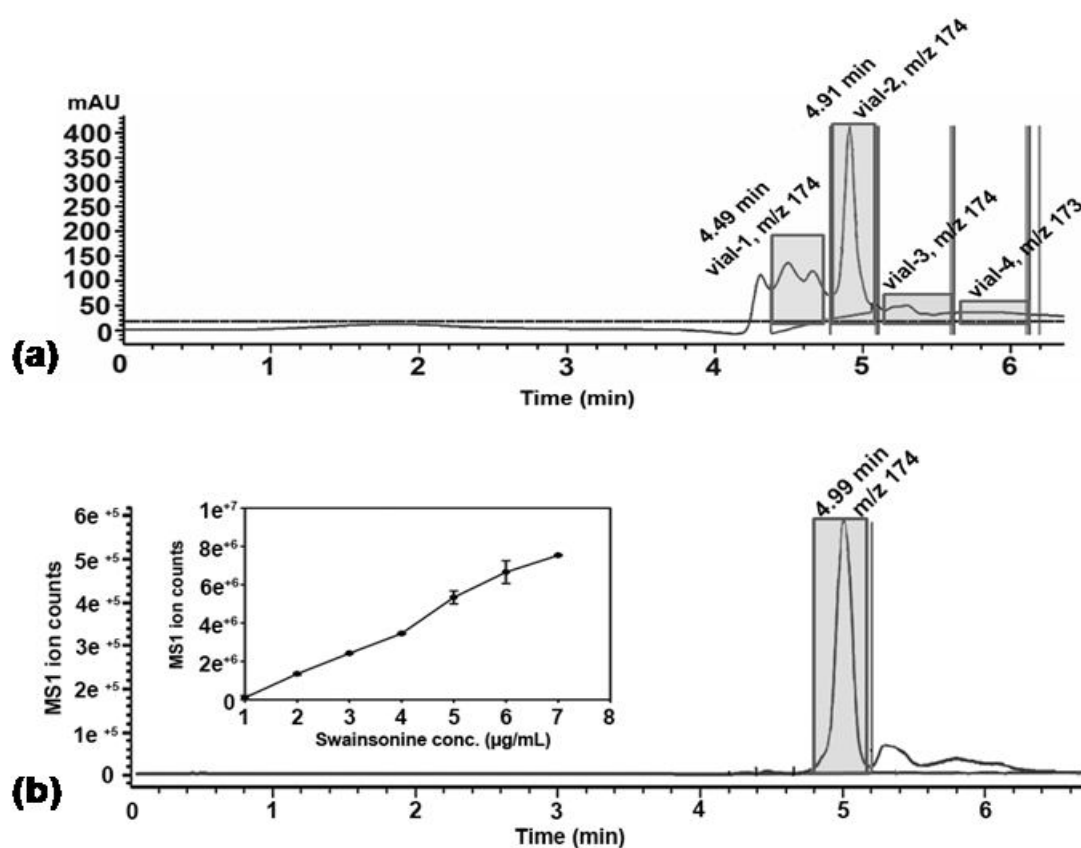 mAU
400
350
300
250
200
150
100
50
0
4.49 min
vial-1, m/z 174
4.91 min
vial-2, m/z 174
vial-3, m/z 174
vial-4, m/z 173
0 1 2 3 4 5 6
Time (min)
(a)
MS1 ion counts
6e +5
5e +5
4e +5
3e +5
2e +5
1e +5
0
4.99 min
m/z 174
MS1 ion counts
1e+7
8e+6
6e+6
4e+6
2e+6
0
1 2 3 4 5 6 7 8
Swainsonine conc. (µg/mL)
0 1 2 3 4 5 6
Time (min)
(b)